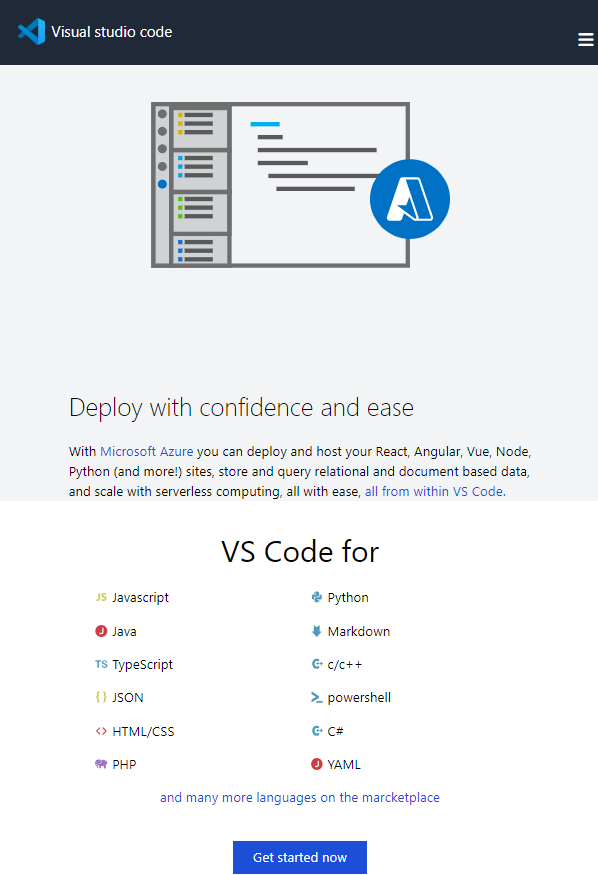 Visual studio code
Deploy with confidence and ease
With Microsoft Azure you can deploy and host your React, Angular, Vue, Node,
Python (and more!) sites, store and query relational and document based data,
and scale with serverless computing, all with ease, all from within VS Code.
VS Code for
JS Javascript
Python
J Java
Markdown
TS TypeScript
c/c++
{} JSON
powershell
<> HTML/CSS
C#
PHP
J YAML
and many more languages on the marcketplace
Get started now